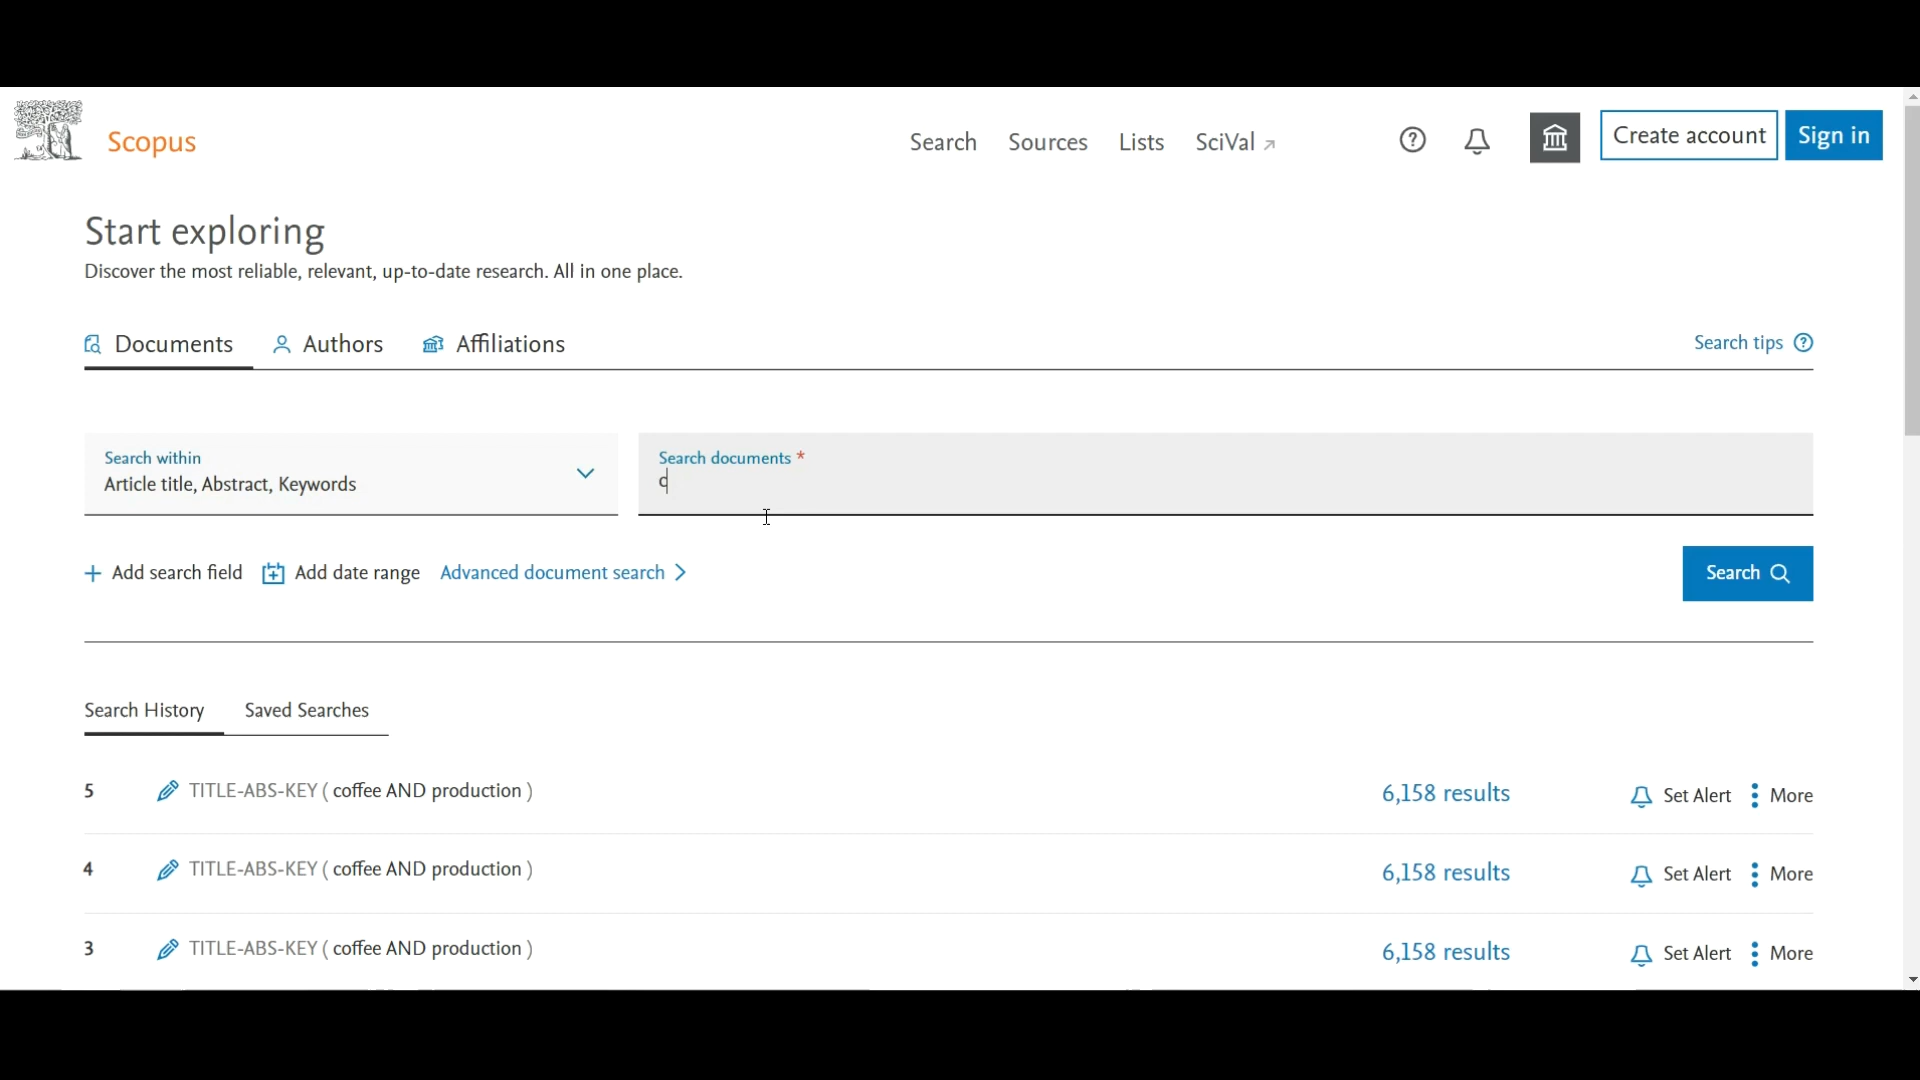 Scopus
Search Sources Lists SciVal
Create account Sign in
Start exploring
Discover the most reliable, relevant, up-to-date research. All in one place.
Documents Authors Affiliations
Search tips
Search within
Article title, Abstract, Keywords
Search documents *
c
Add search field Add date range Advanced document search
Search
Search History Saved Searches
5 TITLE-ABS-KEY ( coffee AND production ) 6,158 results Set Alert More
4 TITLE-ABS-KEY ( coffee AND production ) 6,158 results Set Alert More
3 TITLE-ABS-KEY ( coffee AND production ) 6,158 results Set Alert More